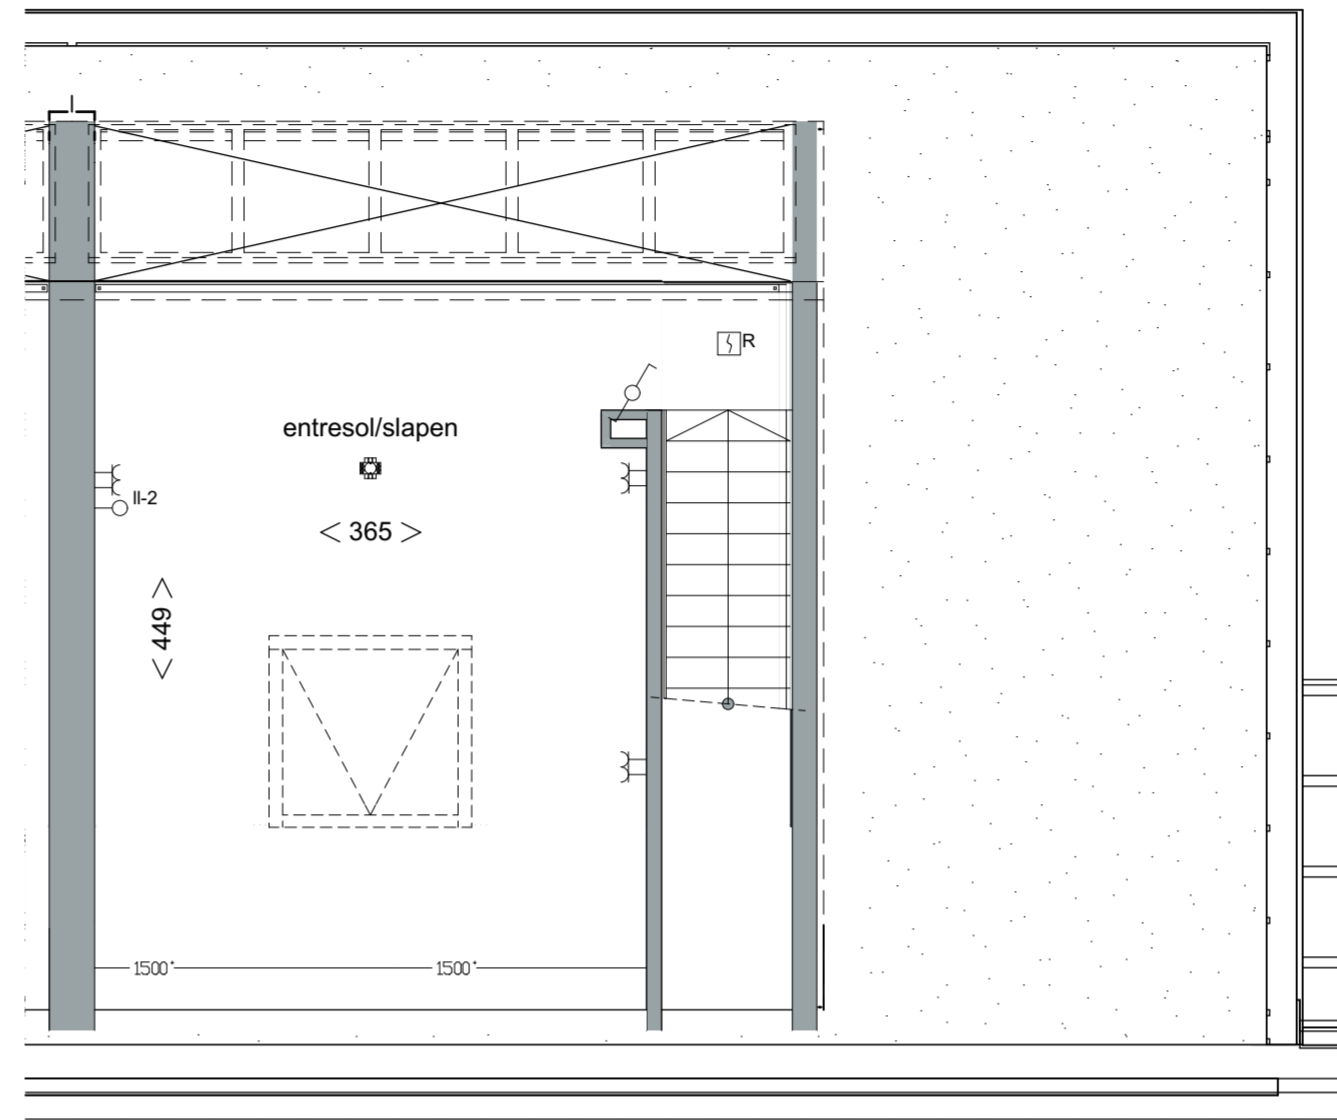 R
entresol/slapen
II-2
< 365 >
< 449 >
1500⁺
1500⁺